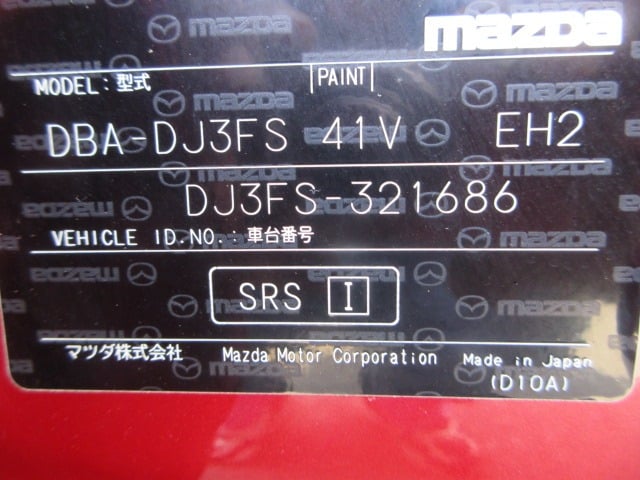 mazda
MODEL:型式 |PAINT|
DBA-DJ3FS 41V EH2
DJ3FS-321686
VEHICLE ID.NO.:車台番号
SRS I
マツダ株式会社 Mazda Motor Corporation Made in Japan
(D10A)